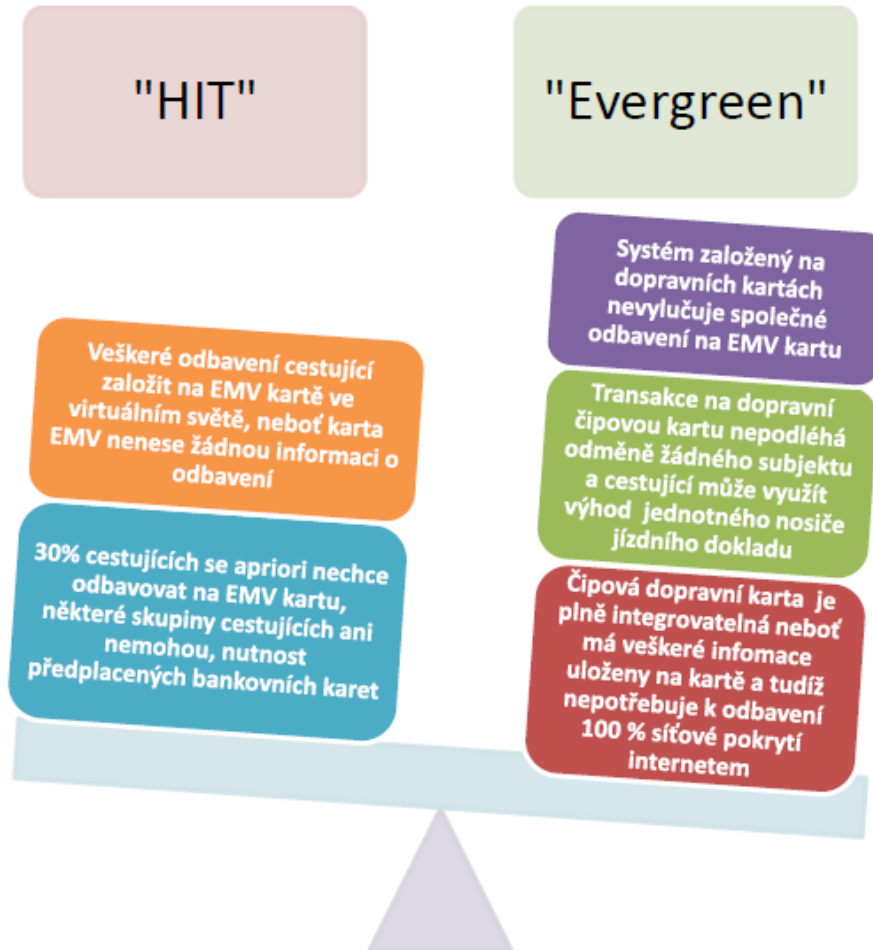 "HIT"
"Evergreen"
Veškeré odbavení cestující
založit na EMV kartě ve
virtuálním světě, neboť karta
EMV nenese žádnou informaci o
odbavení
30% cestujících se apriori nechce
odbavovat na EMV kartu,
některé skupiny cestujících ani
nemohou, nutnost
předplacených bankovních karet
Systém založený na
dopravních kartách
nevylučuje společné
odbavení na EMV kartu
Transakce na dopravní
čipovou kartu nepodléhá
odměně žádného subjektu
a cestující může využít
výhod jednotného nosiče
jízdního dokladu
Čipová dopravní karta je
plně integrovatelná neboť
má veškeré infomace
uloženy na kartě a tudíž
nepotřebuje k odbavení
100 % síťové pokrytí
internetem